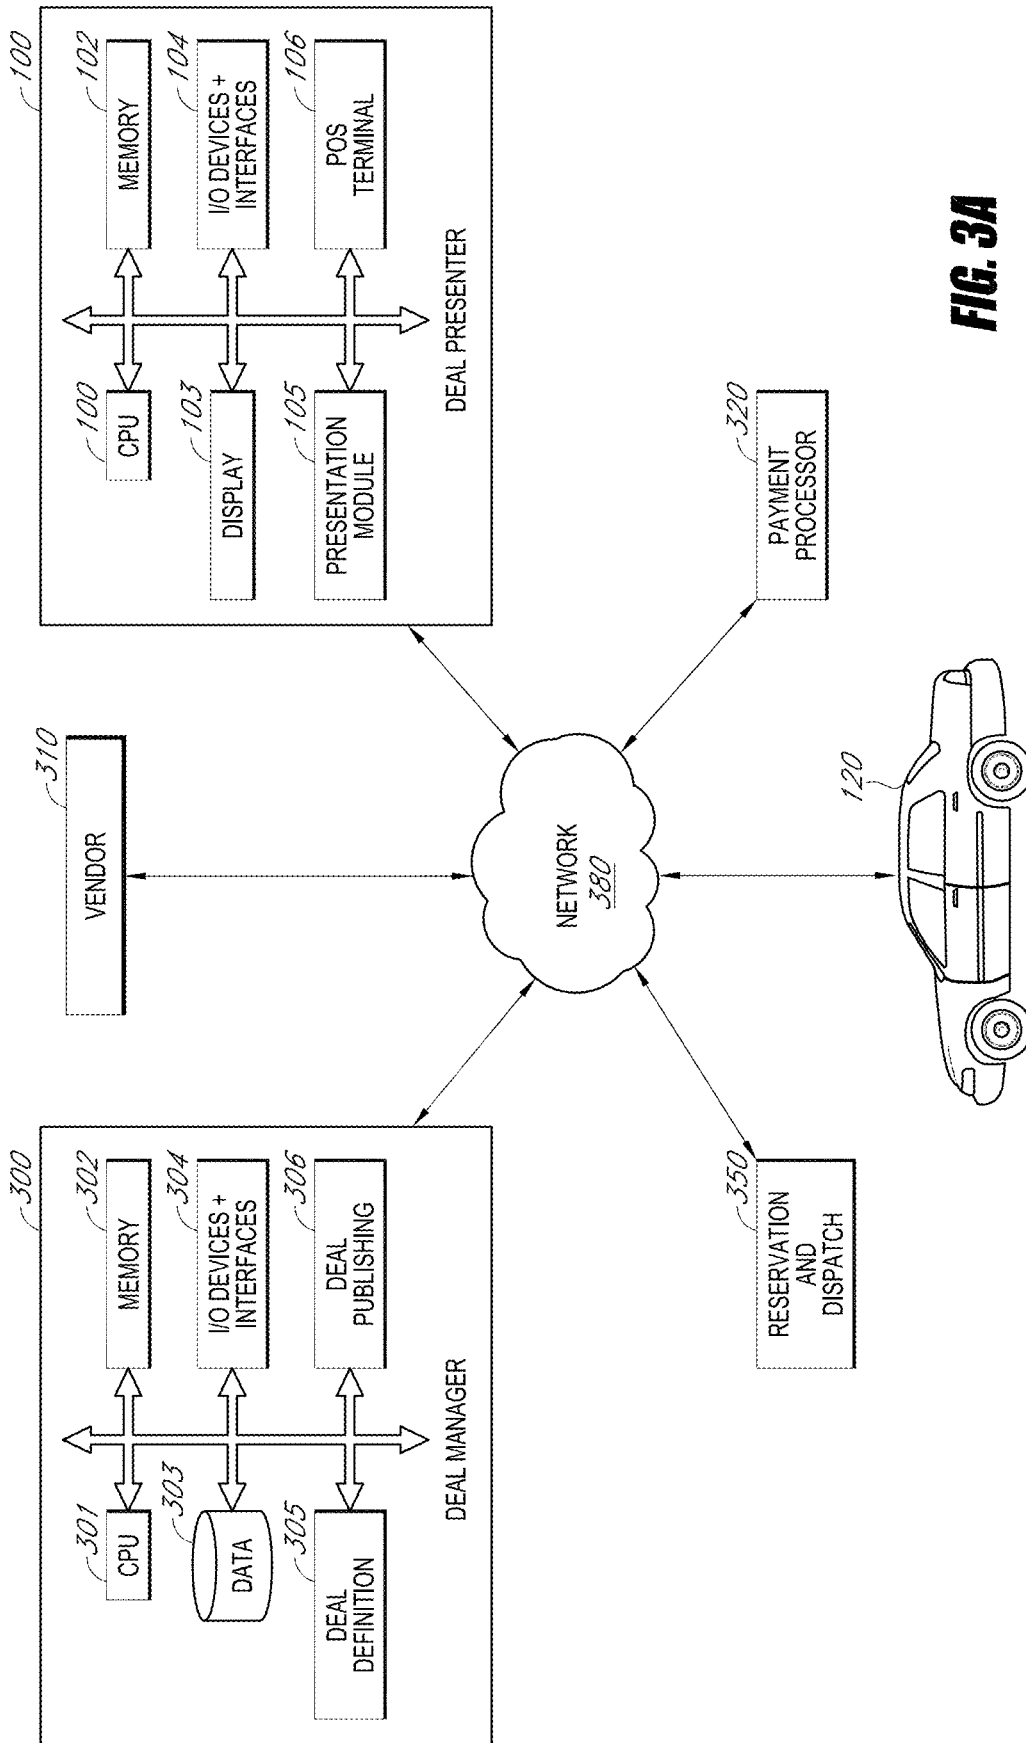 300
301
CPU
302
MEMORY
303
DATA
304
I/O DEVICES +
INTERFACES
305
DEAL
DEFINITION
306
DEAL
PUBLISHING
DEAL MANAGER
310
VENDOR
100
100
CPU
102
MEMORY
103
DISPLAY
104
I/O DEVICES +
INTERFACES
105
PRESENTATION
MODULE
106
POS
TERMINAL
DEAL PRESENTER
NETWORK
380
350
RESERVATION
AND
DISPATCH
120
320
PAYMENT
PROCESSOR
FIG. 3A